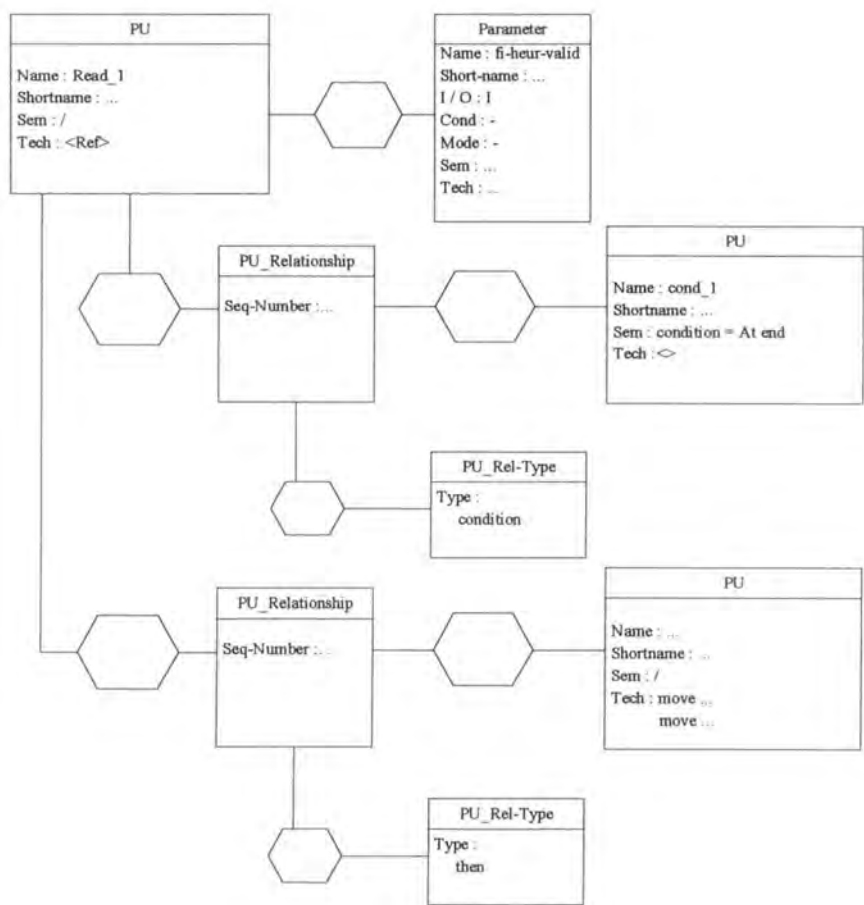 PU
Name : Read_1
Shortname : ...
Sem : /
Tech : <Ref>
Parameter
Name : fi-heur-valid
Short-name : ...
I / O : I
Cond : -
Mode : -
Sem : ...
Tech : ...
PU_Relationship
Seq-Number : ...
PU
Name : cond_1
Shortname : ...
Sem : condition = At end
Tech : <>
PU_Rel-Type
Type :
condition
PU_Relationship
Seq-Number : ...
PU
Name : ...
Shortname : ...
Sem : /
Tech : move ...
move ...
PU_Rel-Type
Type :
then